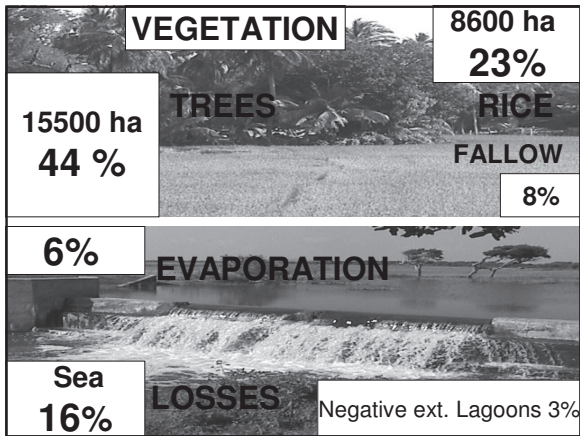 VEGETATION
8600 ha
23%
15500 ha
44 %
TREES
RICE
FALLOW
8%
6%
EVAPORATION
Sea
16%
LOSSES
Negative ext. Lagoons 3%